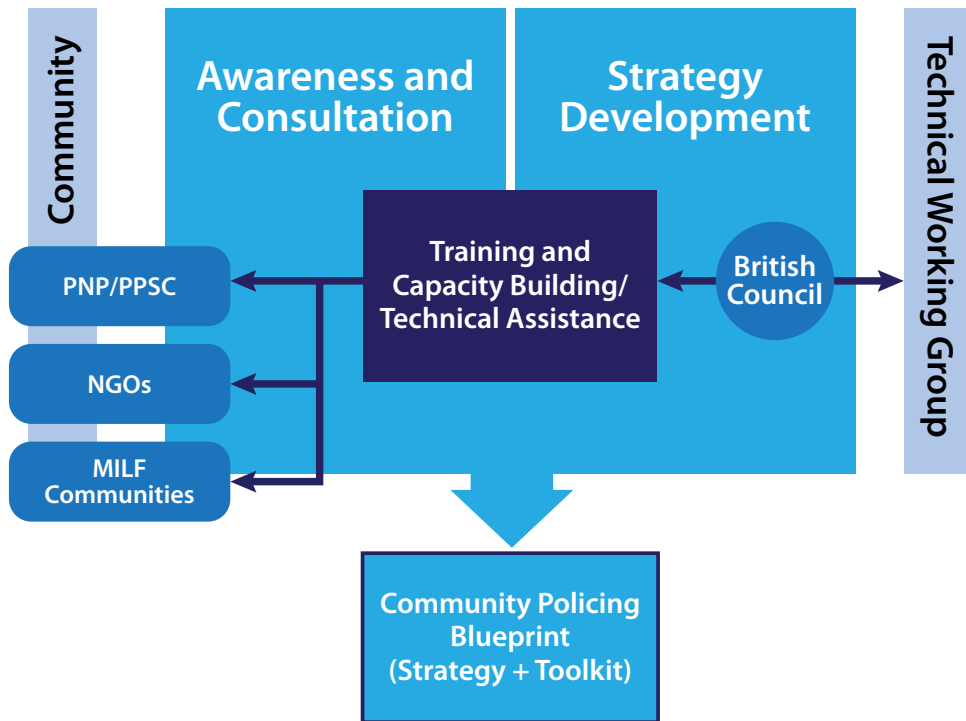 Community
Awareness and
Consultation
Strategy
Development
Technical Working Group
PNP/PPSC
NGOs
MILF
Communities
Training and
Capacity Building/
Technical Assistance
British
Council
Community Policing
Blueprint
(Strategy + Toolkit)